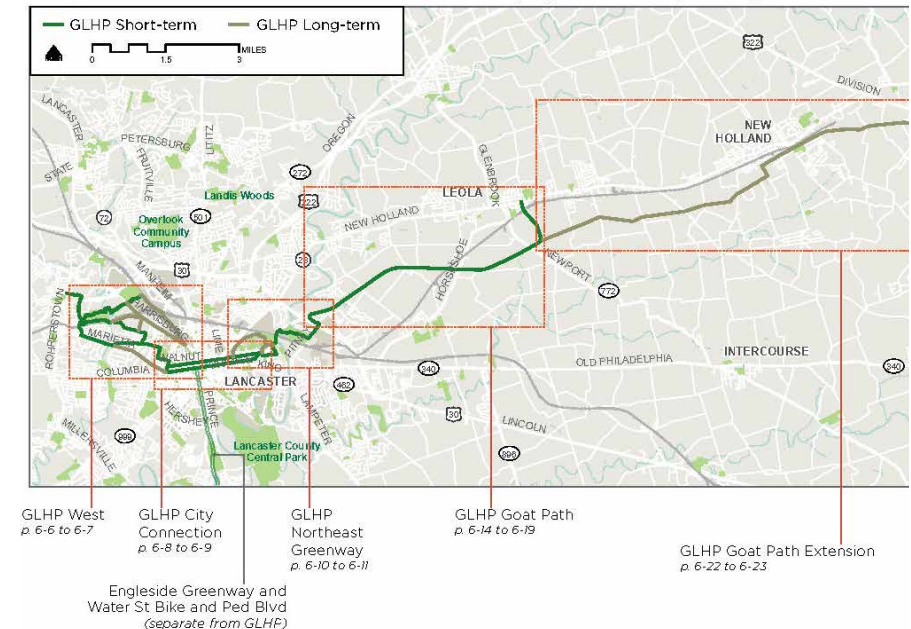 GLHP Short-term
GLHP Long-term
MILES
0
1.5
3
322
DIVISION
NEW
HOLLAND
LANCASTER
PETERSBURG
LITITZ
OREGON
STATE
FRUITVILLE
272
GLENBROOK
LEOLA
Landis Woods
222
72
501
NEW HOLLAND
Overlook
Community
Campus
HORSESHOE
23
30
MANHEIM
NEWPORT
772
ROHRERSTOWN
HARRISBURG
MARIETTA
LIME
PITNEY
WALNUT
COLUMBIA
KING
LANCASTER
OLD PHILADELPHIA
INTERCOURSE
340
340
462
HERSHEY
PRINCE
LAMPETER
30
LINCOLN
MILLERSVILLE
999
Lancaster County
Central Park
896
GLHP West
p. 6-6 to 6-7
GLHP City
Connection
p. 6-8 to 6-9
GLHP
Northeast
Greenway
p. 6-10 to 6-11
GLHP Goat Path
p. 6-14 to 6-19
GLHP Goat Path Extension
p. 6-22 to 6-23
Engleside Greenway and
Water St Bike and Ped Blvd
(separate from GLHP)